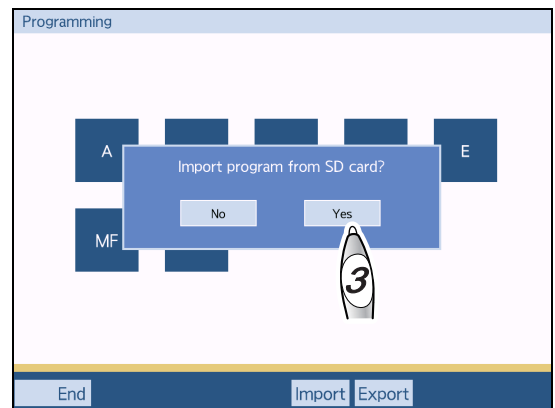 Programming
A
E
Import program from SD card?
No Yes
MF
3
End Import Export